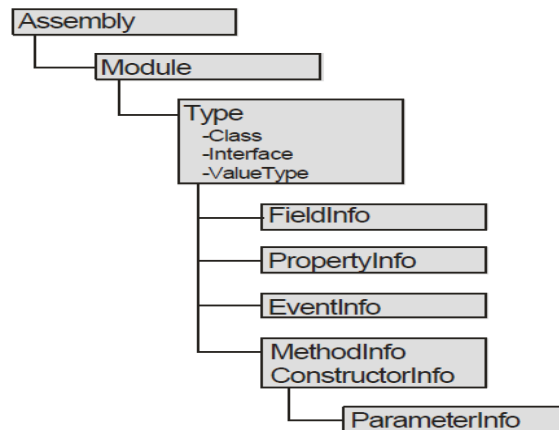 Assembly
Module
Type
-Class
-Interface
-ValueType
FieldInfo
PropertyInfo
EventInfo
MethodInfo
ConstructorInfo
ParameterInfo